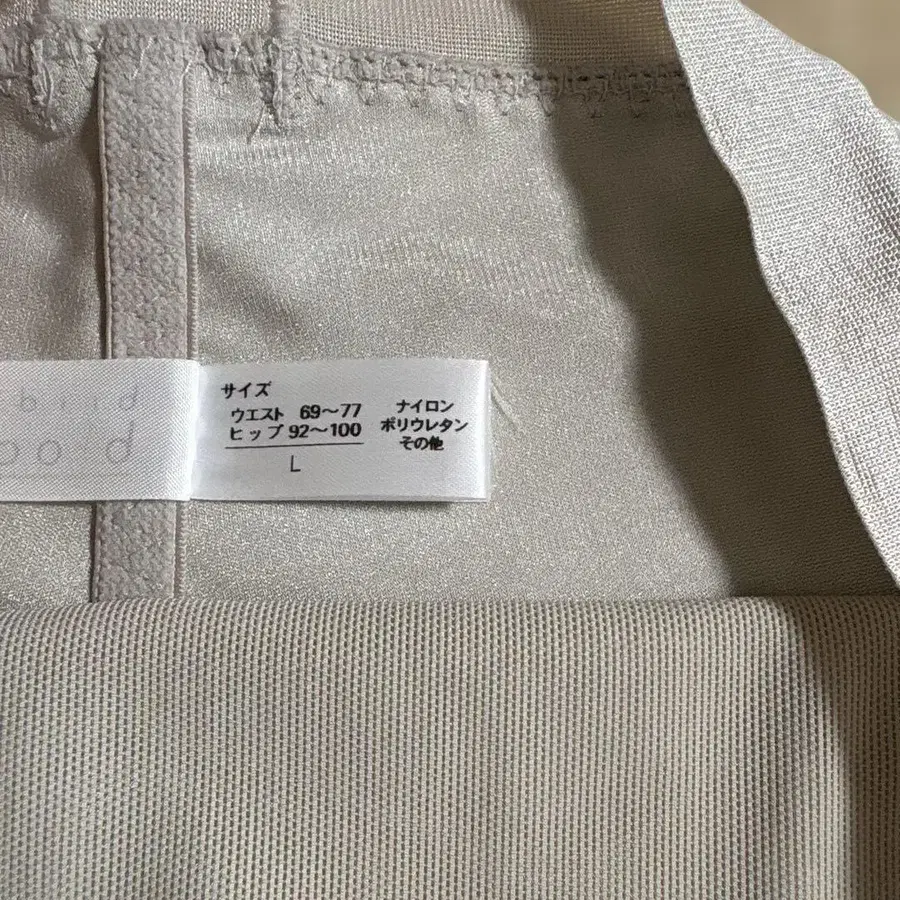 サイズ
ウエスト 69〜77
ヒップ 92〜100
L
ナイロン
ポリウレタン
その他